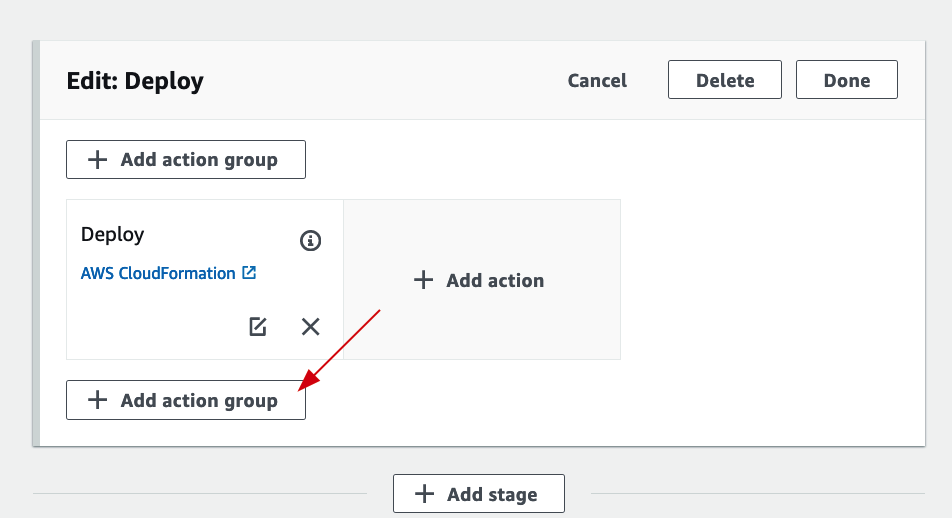 Edit: Deploy
Cancel
Delete
Done
Add action group
Deploy
AWS CloudFormation
Add action
Add action group
Add stage